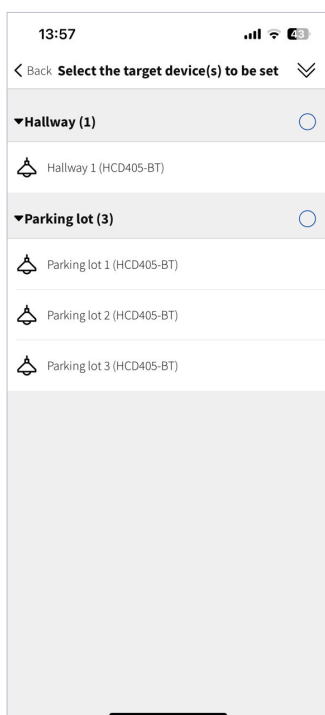 13:57
43
Back Select the target device(s) to be set
Hallway (1)
Hallway 1 (HCD405-BT)
Parking lot (3)
Parking lot 1 (HCD405-BT)
Parking lot 2 (HCD405-BT)
Parking lot 3 (HCD405-BT)